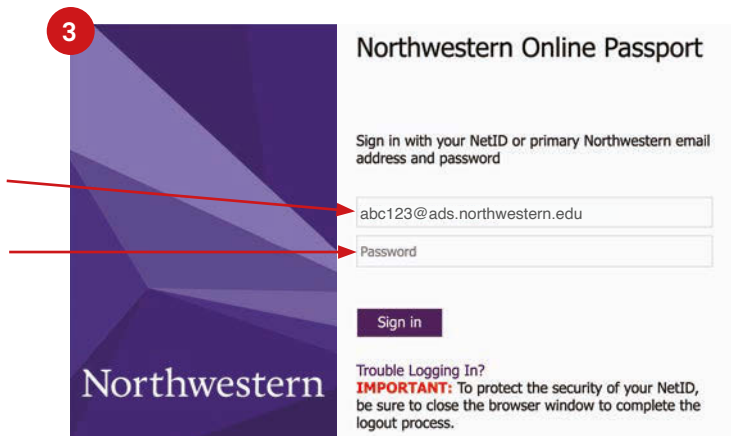 3
Northwestern Online Passport
Sign in with your NetID or primary Northwestern email
address and password
abc123@ads.northwestern.edu
Password
Sign in
Trouble Logging In?
IMPORTANT: To protect the security of your NetID,
be sure to close the browser window to complete the
logout process.
Northwestern